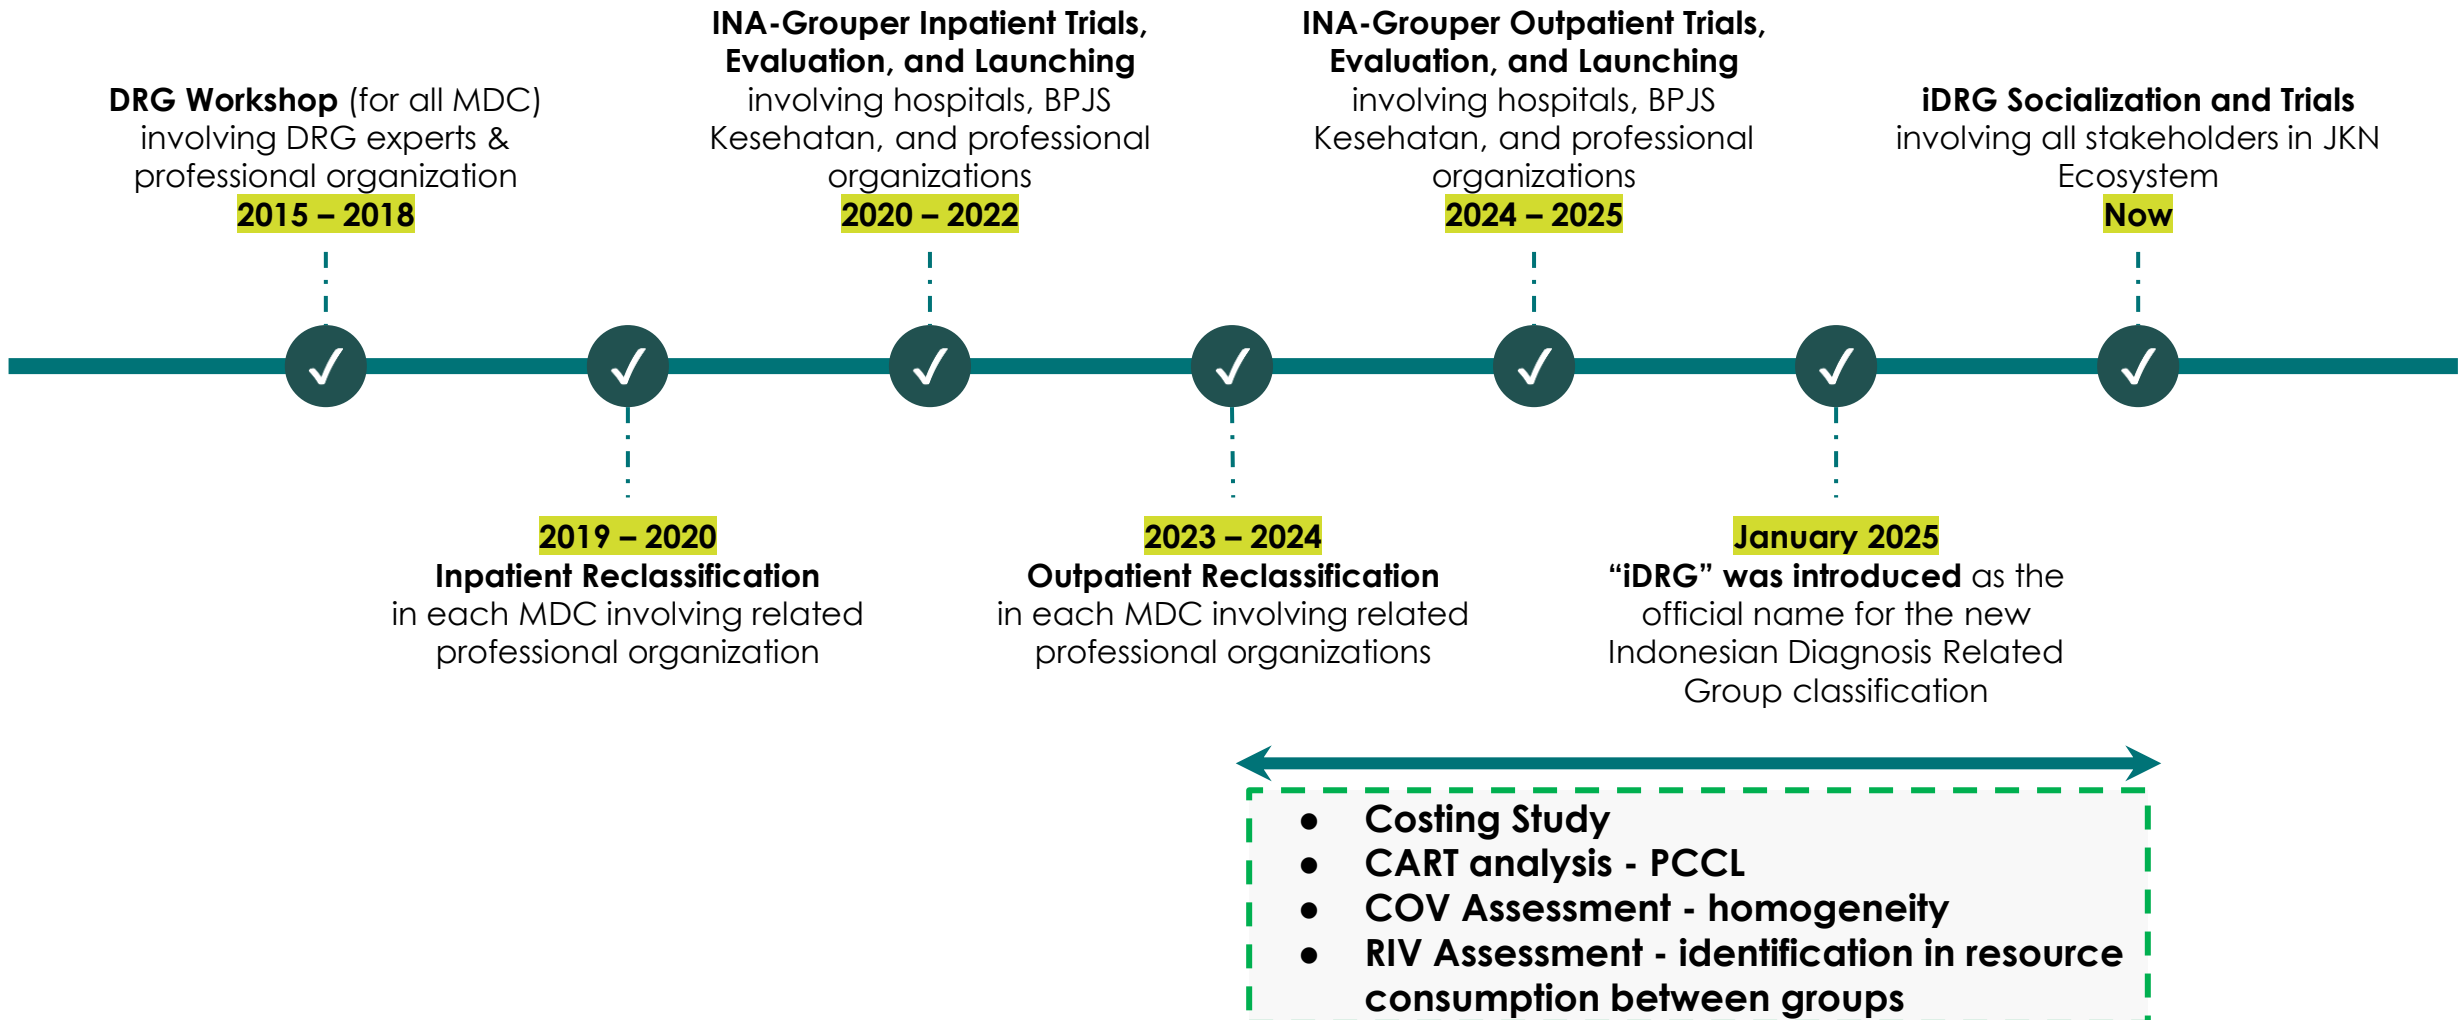 DRG Workshop (for all MDC)
involving DRG experts &
professional organization
2015 – 2018
INA-Grouper Inpatient Trials,
Evaluation, and Launching
involving hospitals, BPJS
Kesehatan, and professional
organizations
2020 – 2022
INA-Grouper Outpatient Trials,
Evaluation, and Launching
involving hospitals, BPJS
Kesehatan, and professional
organizations
2024 – 2025
iDRG Socialization and Trials
involving all stakeholders in JKN
Ecosystem
Now
2019 – 2020
Inpatient Reclassification
in each MDC involving related
professional organization
2023 – 2024
Outpatient Reclassification
in each MDC involving related
professional organizations
January 2025
“iDRG” was introduced as the
official name for the new
Indonesian Diagnosis Related
Group classification
● Costing Study
● CART analysis - PCCL
● COV Assessment - homogeneity
● RIV Assessment - identification in resource
consumption between groups